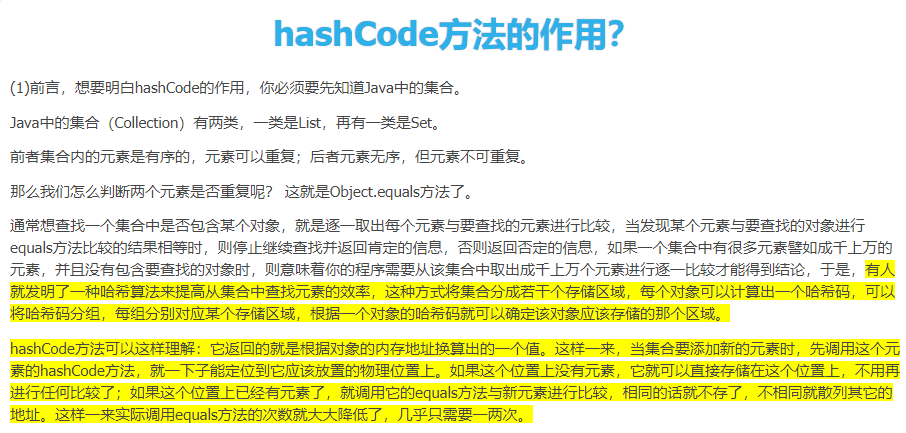 hashCode方法的作用？
(1)前言，想要明白hashCode的作用，你必须要先知道Java中的集合。
Java中的集合（Collection）有两类，一类是List，再有一类是Set。
前者集合内的元素是有序的，元素可以重复；后者元素无序，但元素不可重复。
那么我们怎么判断两个元素是否重复呢？ 这就是Object.equals方法了。
通常想查找一个集合中是否包含某个对象，就是逐一取出每个元素与要查找的元素进行比较，当发现某个元素与要查找的对象进行
equals方法比较的结果相等时，则停止继续查找并返回肯定的信息，否则返回否定的信息，如果一个集合中有很多元素譬如成千上万的
元素，并且没有包含要查找的对象时，则意味着你的程序需要从该集合中取出成千上万个元素进行逐一比较才能得到结论，于是，有人
就发明了一种哈希算法来提高从集合中查找元素的效率，这种方式将集合分成若干个存储区域，每个对象可以计算出一个哈希码，可以
将哈希码分组，每组分别对应某个存储区域，根据一个对象的哈希码就可以确定该对象应该存储的那个区域。
hashCode方法可以这样理解：它返回的就是根据对象的内存地址换算出的一个值。这样一来，当集合要添加新的元素时，先调用这个元
素的hashCode方法，就一下子能定位到它应该放置的物理位置上。如果这个位置上没有元素，它就可以直接存储在这个位置上，不用再
进行任何比较了；如果这个位置上已经有元素了，就调用它的equals方法与新元素进行比较，相同的话就不存了，不相同就散列其它的
地址。这样一来实际调用equals方法的次数就大大降低了，几乎只需要一两次。